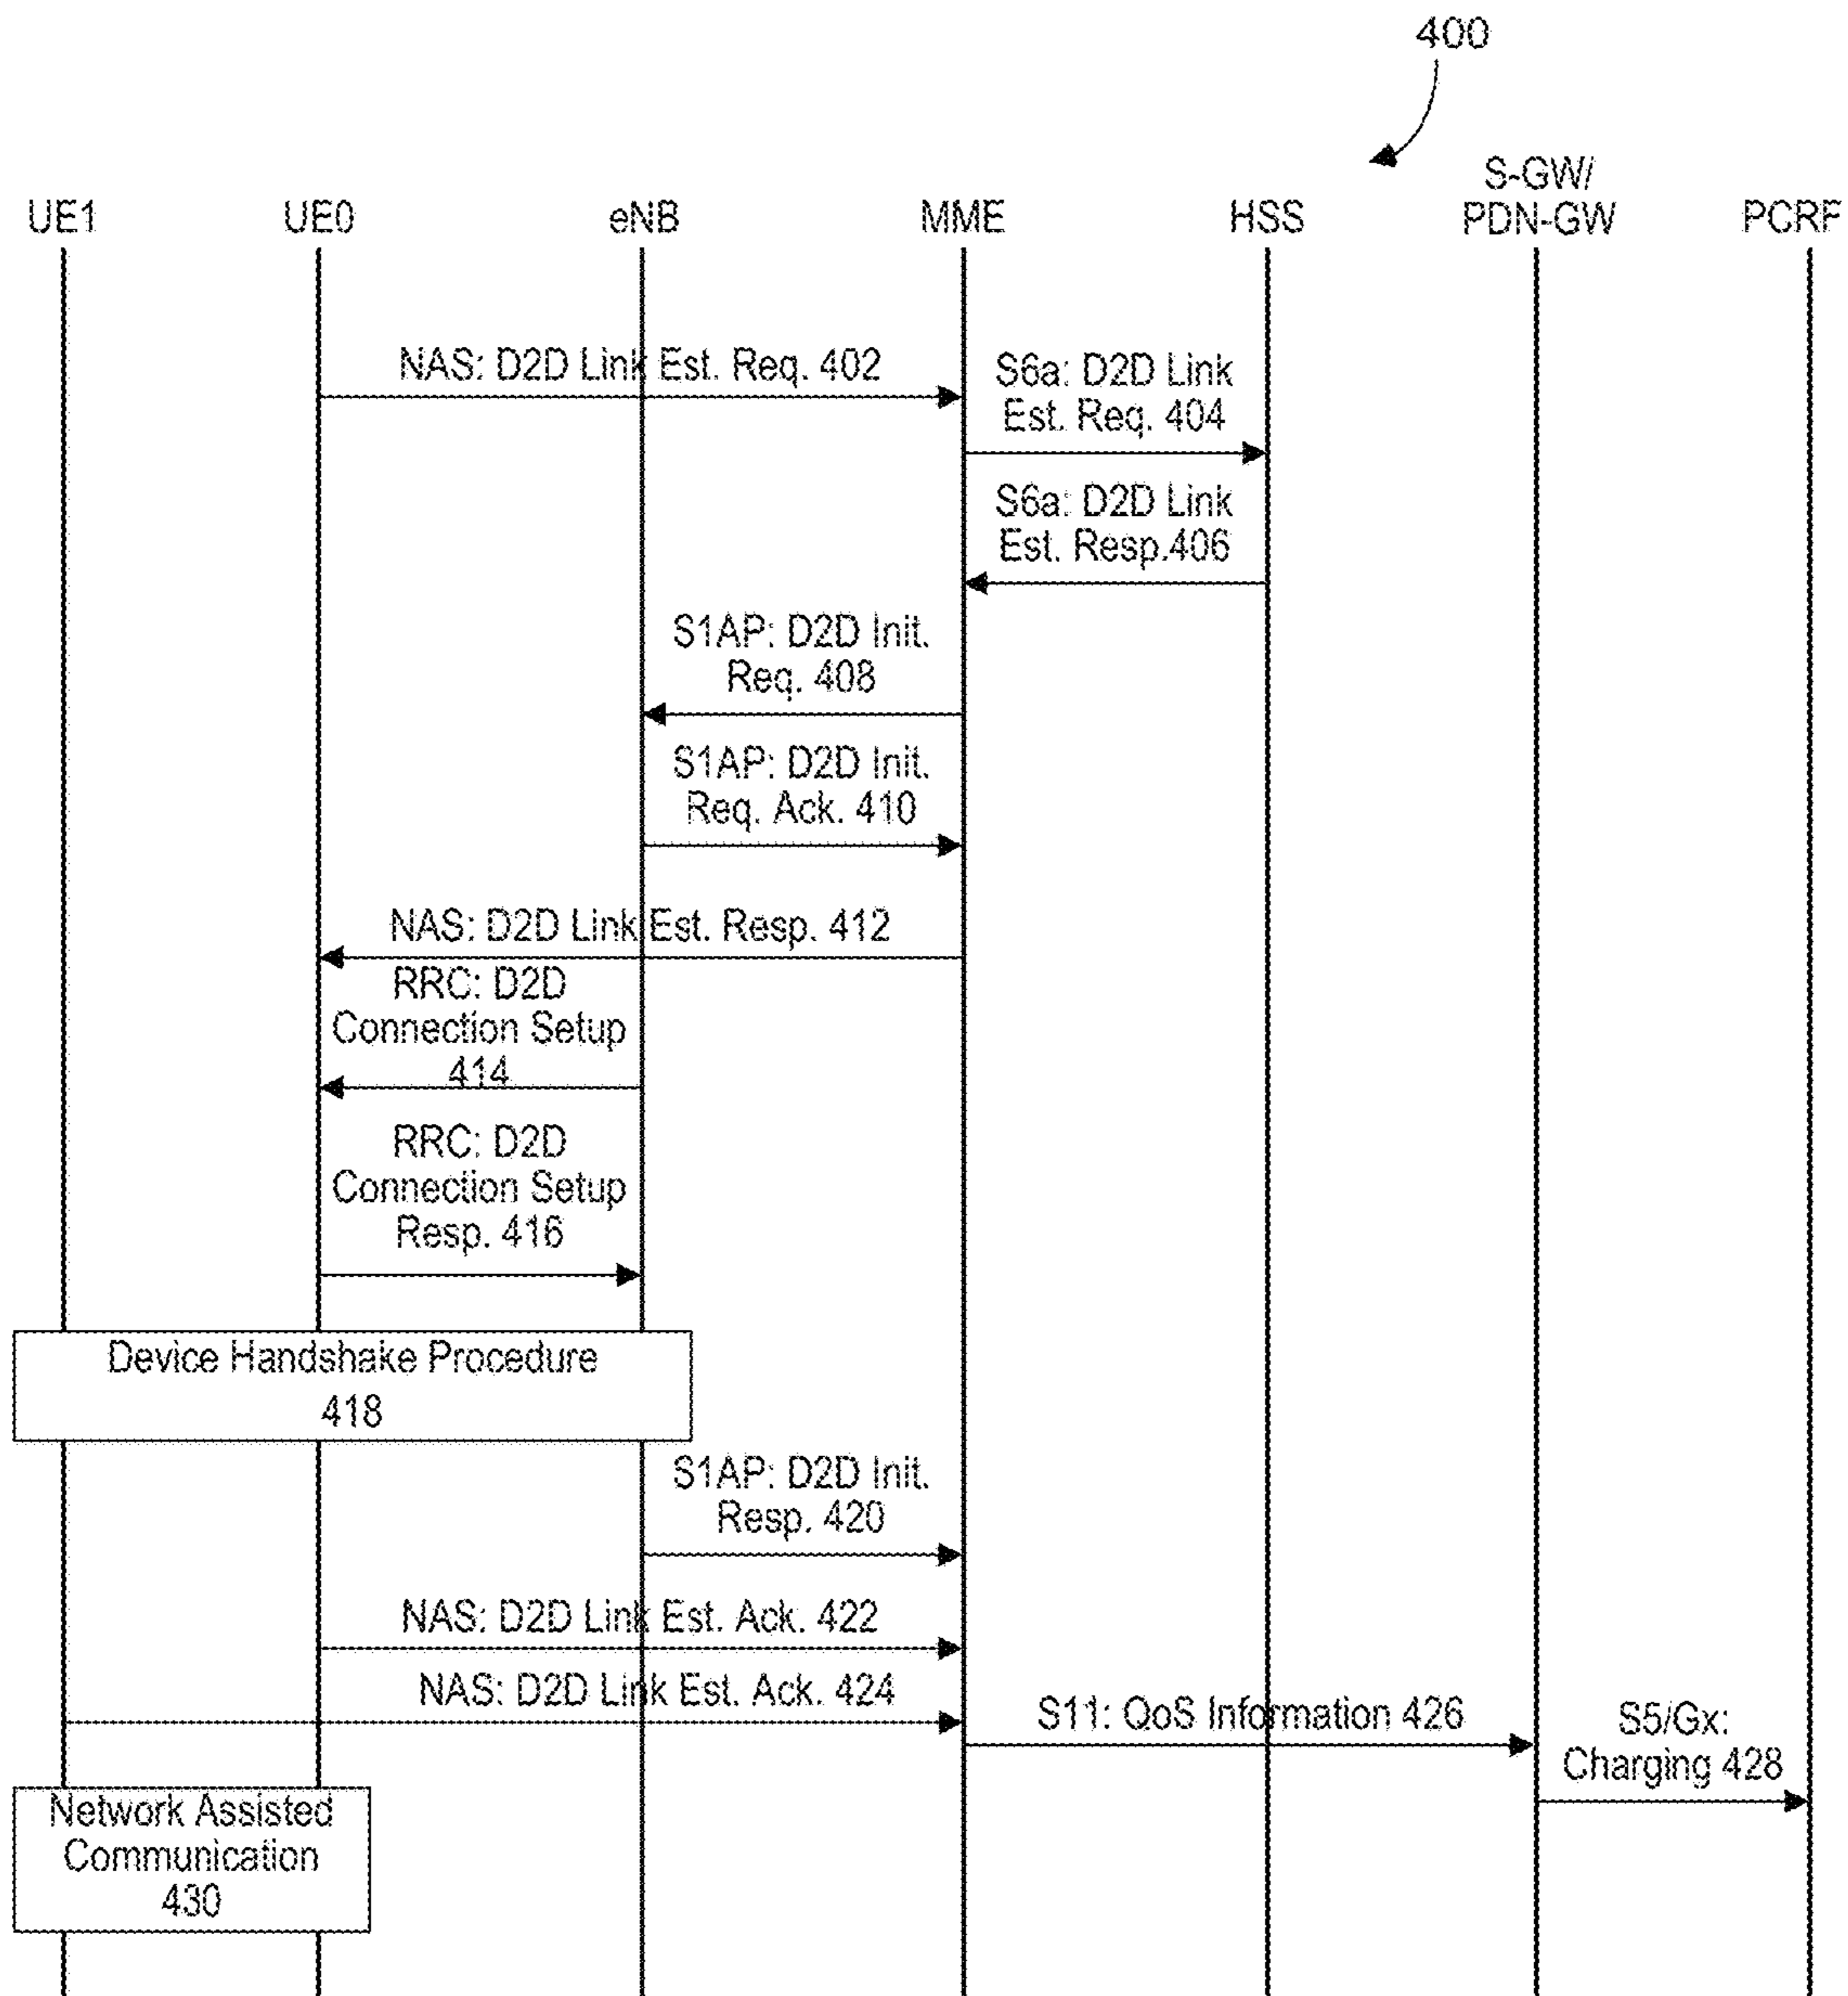 400
UE1
UE0
eNB
MME
HSS
S-GW/
PDN-GW
PCRF
NAS: D2D Link Est. Req. 402
S6a: D2D Link
Est. Req. 404
S6a: D2D Link
Est. Resp.406
S1AP: D2D Init.
Req. 408
S1AP: D2D Init.
Req. Ack. 410
NAS: D2D Link Est. Resp. 412
RRC: D2D
Connection Setup
414
RRC: D2D
Connection Setup
Resp. 416
Device Handshake Procedure
418
S1AP: D2D Init.
Resp. 420
NAS: D2D Link Est. Ack. 422
NAS: D2D Link Est. Ack. 424
S11: QoS Information 426
S5/Gx:
Charging 428
Network Assisted
Communication
430